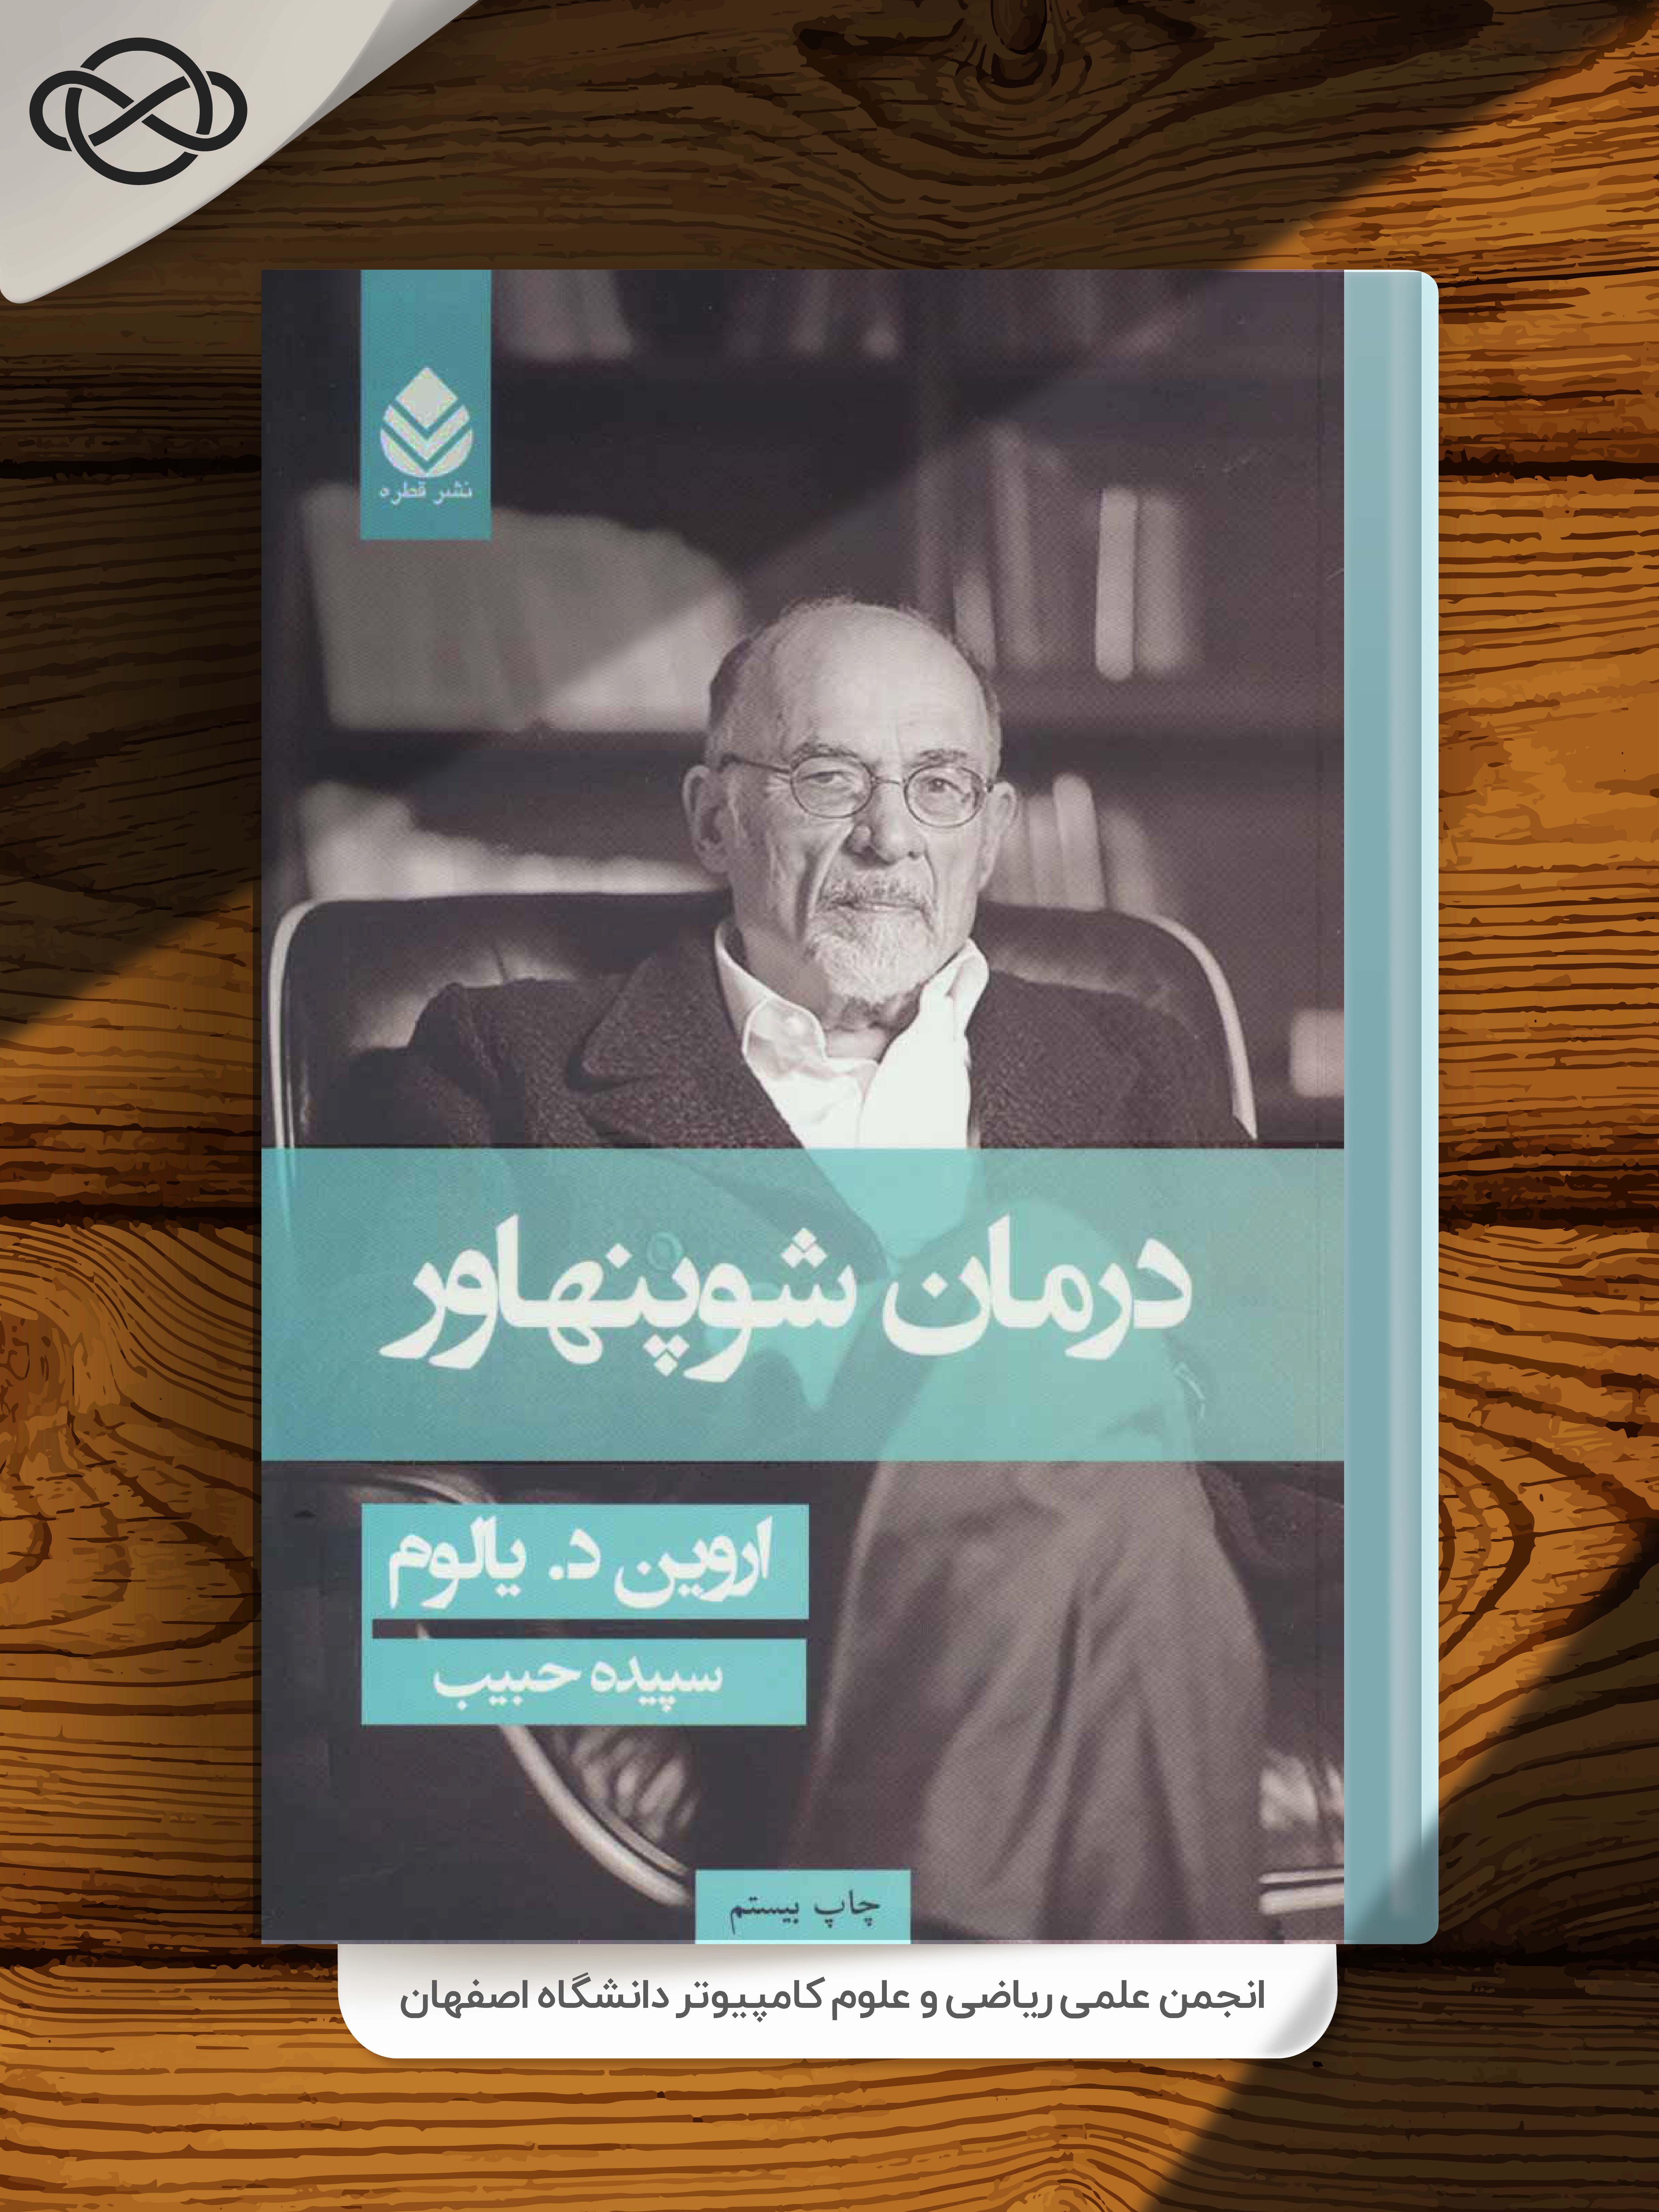 نشر قطره
درمان شوپنهاور
اروین د. یالوم
سپیده حبیب
چاپ بیستم
انجمن علمی ریاضی و علوم کامپیوتر دانشگاه اصفهان